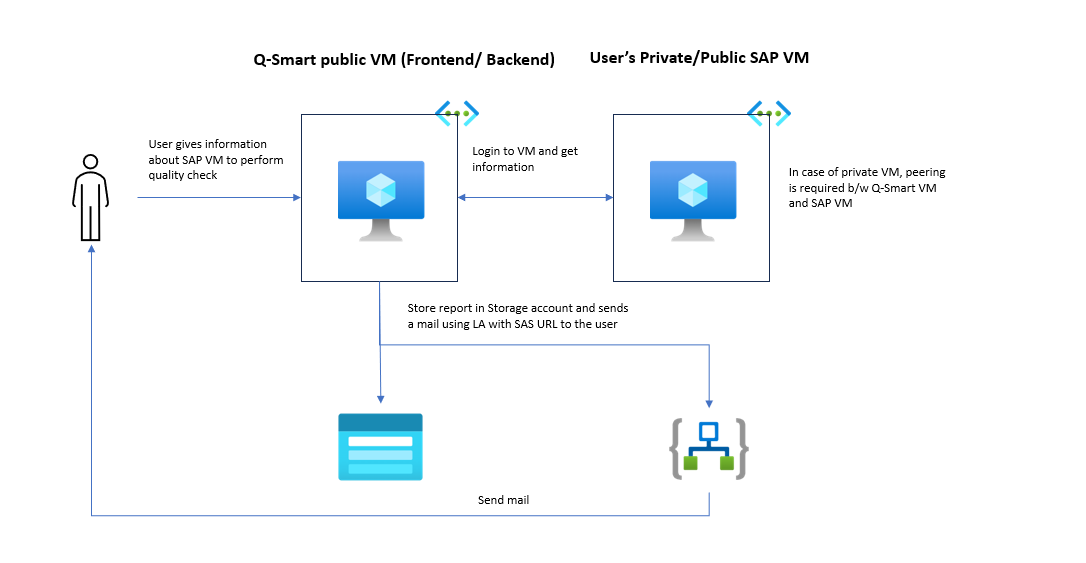 Q-Smart public VM (Frontend/ Backend)
User's Private/Public SAP VM
User gives information
about SAP VM to perform
quality check
Login to VM and get
information
In case of private VM, peering
is required b/w Q-Smart VM
and SAP VM
Store report in Storage account and sends
a mail using LA with SAS URL to the user
Send mail